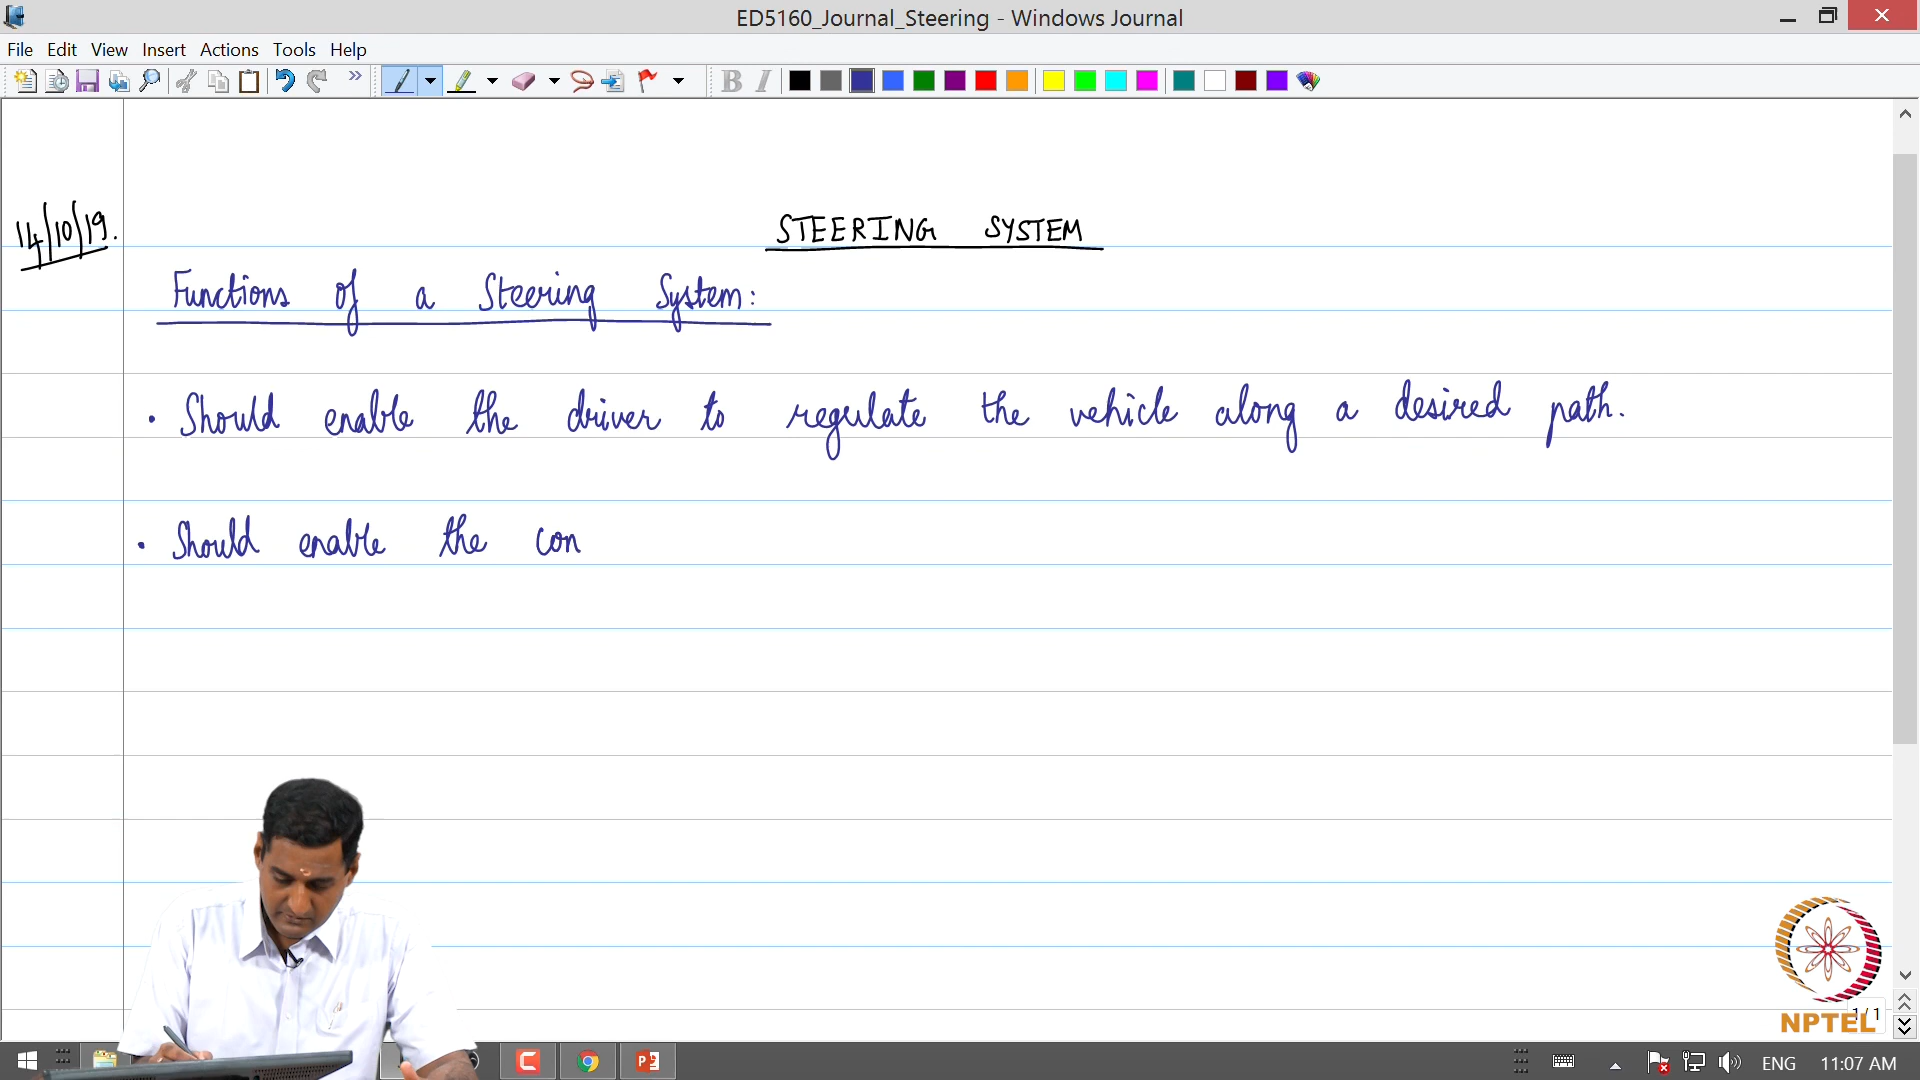 ED5160_Journal_Steering - Windows Journal
File Edit View Insert Actions Tools Help
B I
14/10/19.
STEERING SYSTEM
Functions of a Steering System:
• Should enable the driver to regulate the vehicle along a desired path.
• Should enable the con
NPTEL
1/1
ENG 11:07 AM